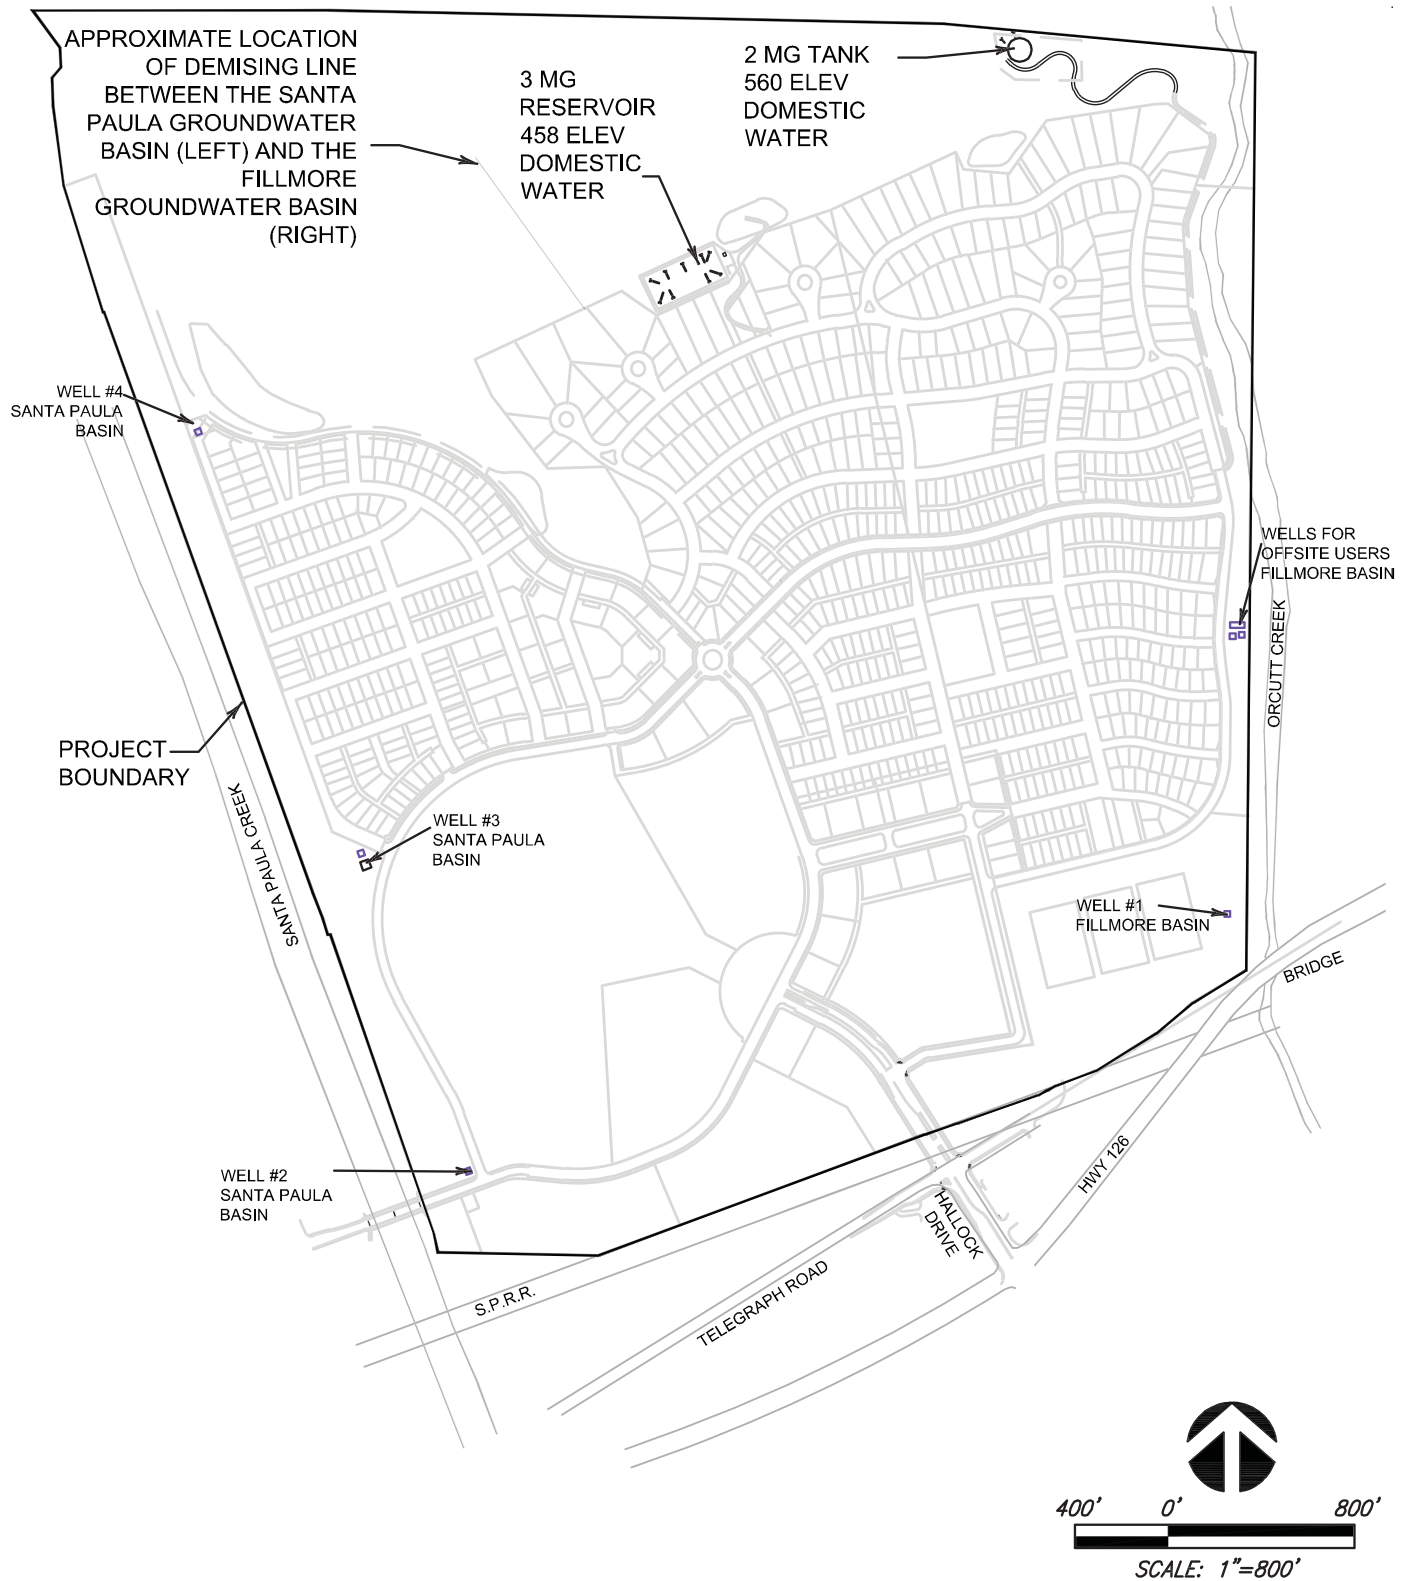 APPROXIMATE LOCATION
OF DEMISING LINE
BETWEEN THE SANTA
PAULA GROUNDWATER
BASIN (LEFT) AND THE
FILLMORE
GROUNDWATER BASIN
(RIGHT)
3 MG
RESERVOIR
458 ELEV
DOMESTIC
WATER
2 MG TANK
560 ELEV
DOMESTIC
WATER
WELL #4
SANTA PAULA
BASIN
WELLS FOR
OFFSITE USERS
FILLMORE BASIN
ORCUTT CREEK
PROJECT
BOUNDARY
SANTA PAULA CREEK
WELL #3
SANTA PAULA
BASIN
WELL #1
FILLMORE BASIN
BRIDGE
WELL #2
SANTA PAULA
BASIN
HWY 126
HALLOCK
DRIVE
S.P.R.R.
TELEGRAPH ROAD
400' 0' 800'
SCALE: 1"=800'